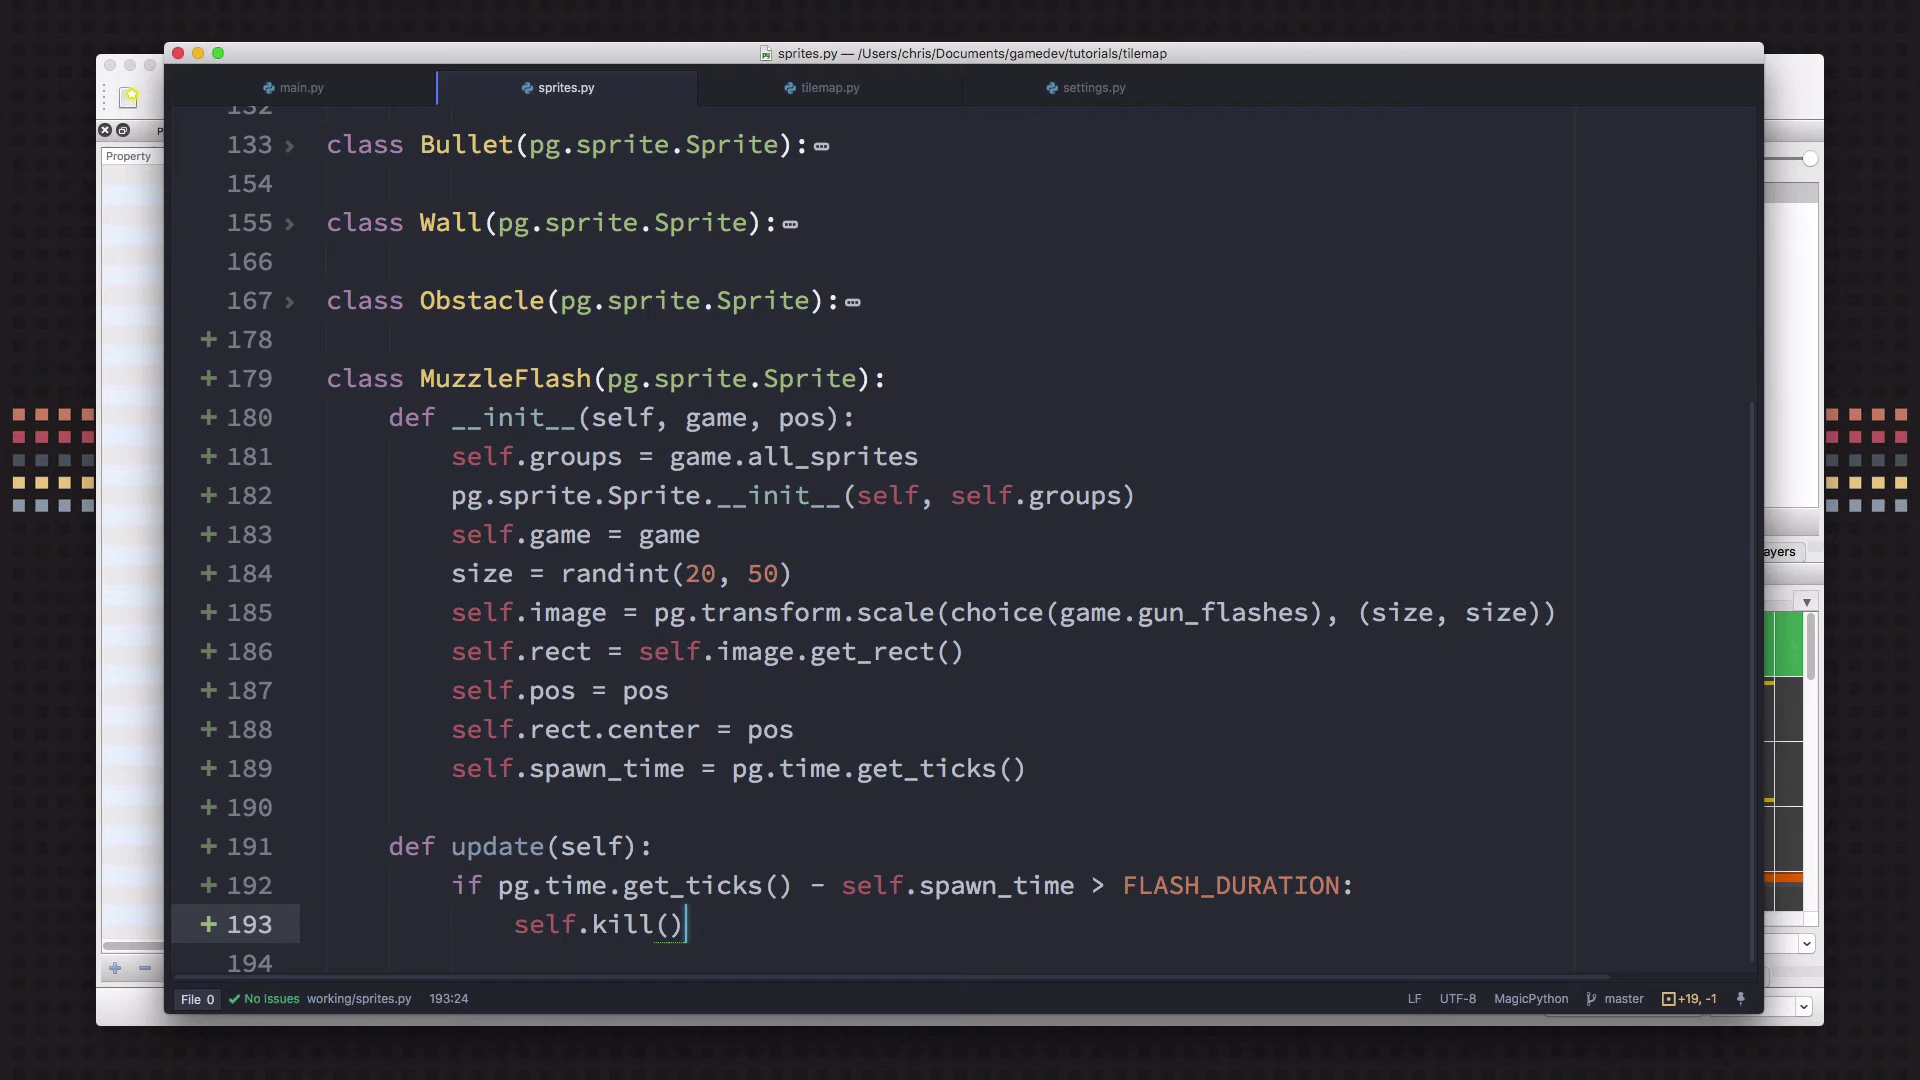 sprites.py — /Users/chris/Documents/gamedev/tutorials/tilemap
main.py
sprites.py
tilemap.py
settings.py
Property
132
133 class Bullet(pg.sprite.Sprite):
154
155 class Wall(pg.sprite.Sprite):
166
167 class Obstacle(pg.sprite.Sprite):
+ 178
+ 179 class MuzzleFlash(pg.sprite.Sprite):
+ 180 def __init__(self, game, pos):
+ 181 self.groups = game.all_sprites
+ 182 pg.sprite.Sprite.__init__(self, self.groups)
+ 183 self.game = game
+ 184 size = randint(20, 50)
+ 185 self.image = pg.transform.scale(choice(game.gun_flashes), (size, size))
+ 186 self.rect = self.image.get_rect()
+ 187 self.pos = pos
+ 188 self.rect.center = pos
+ 189 self.spawn_time = pg.time.get_ticks()
+ 190
+ 191 def update(self):
+ 192 if pg.time.get_ticks() - self.spawn_time > FLASH_DURATION:
+ 193 self.kill()
194
ayers
File 0 No Issues working/sprites.py 193:24 LF UTF-8 MagicPython master +19, -1